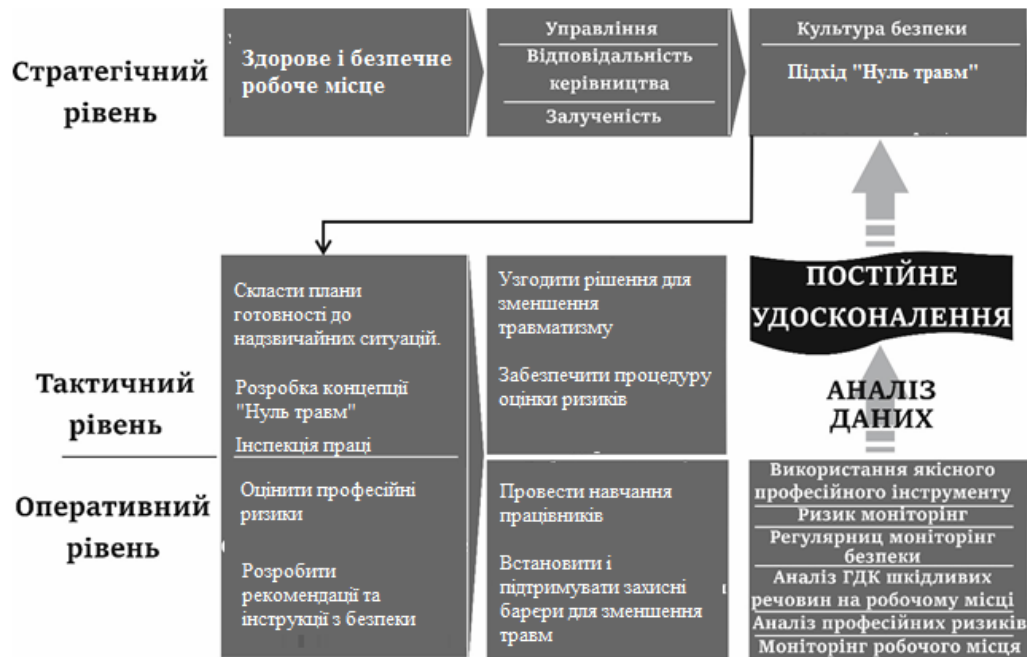 Стратегічний
рівень
Здорове і безпечне
робоче місце
Управління
Відповідальність
керівництва
Залученість
Культура безпеки
Підхід "Нуль травм"
Тактичний
рівень
Оперативний
рівень
Скласти плани
готовності до
надзвичайних ситуацій.
Розробка концепції
"Нуль травм"
Інспекція праці
Оцінити професійні
ризики
Розробити
рекомендації та
інструкції з безпеки
Узгодити рішення для
зменшення
травматизму
Забезпечити процедуру
оцінки ризиків
Провести навчання
працівників
Встановити і
підтримувати захисні
барєри для зменшення
травм
ПОСТІЙНЕ
УДОСКОНАЛЕННЯ
АНАЛІЗ
ДАНИХ
Використання якісного
професійного інструменту
Ризик моніторінг
Регулярниц моніторінг
безпеки
Аналіз ГДК шкідливих
речовин на робочому місці
Аналіз професійних ризиків
Моніторінг робочого місця